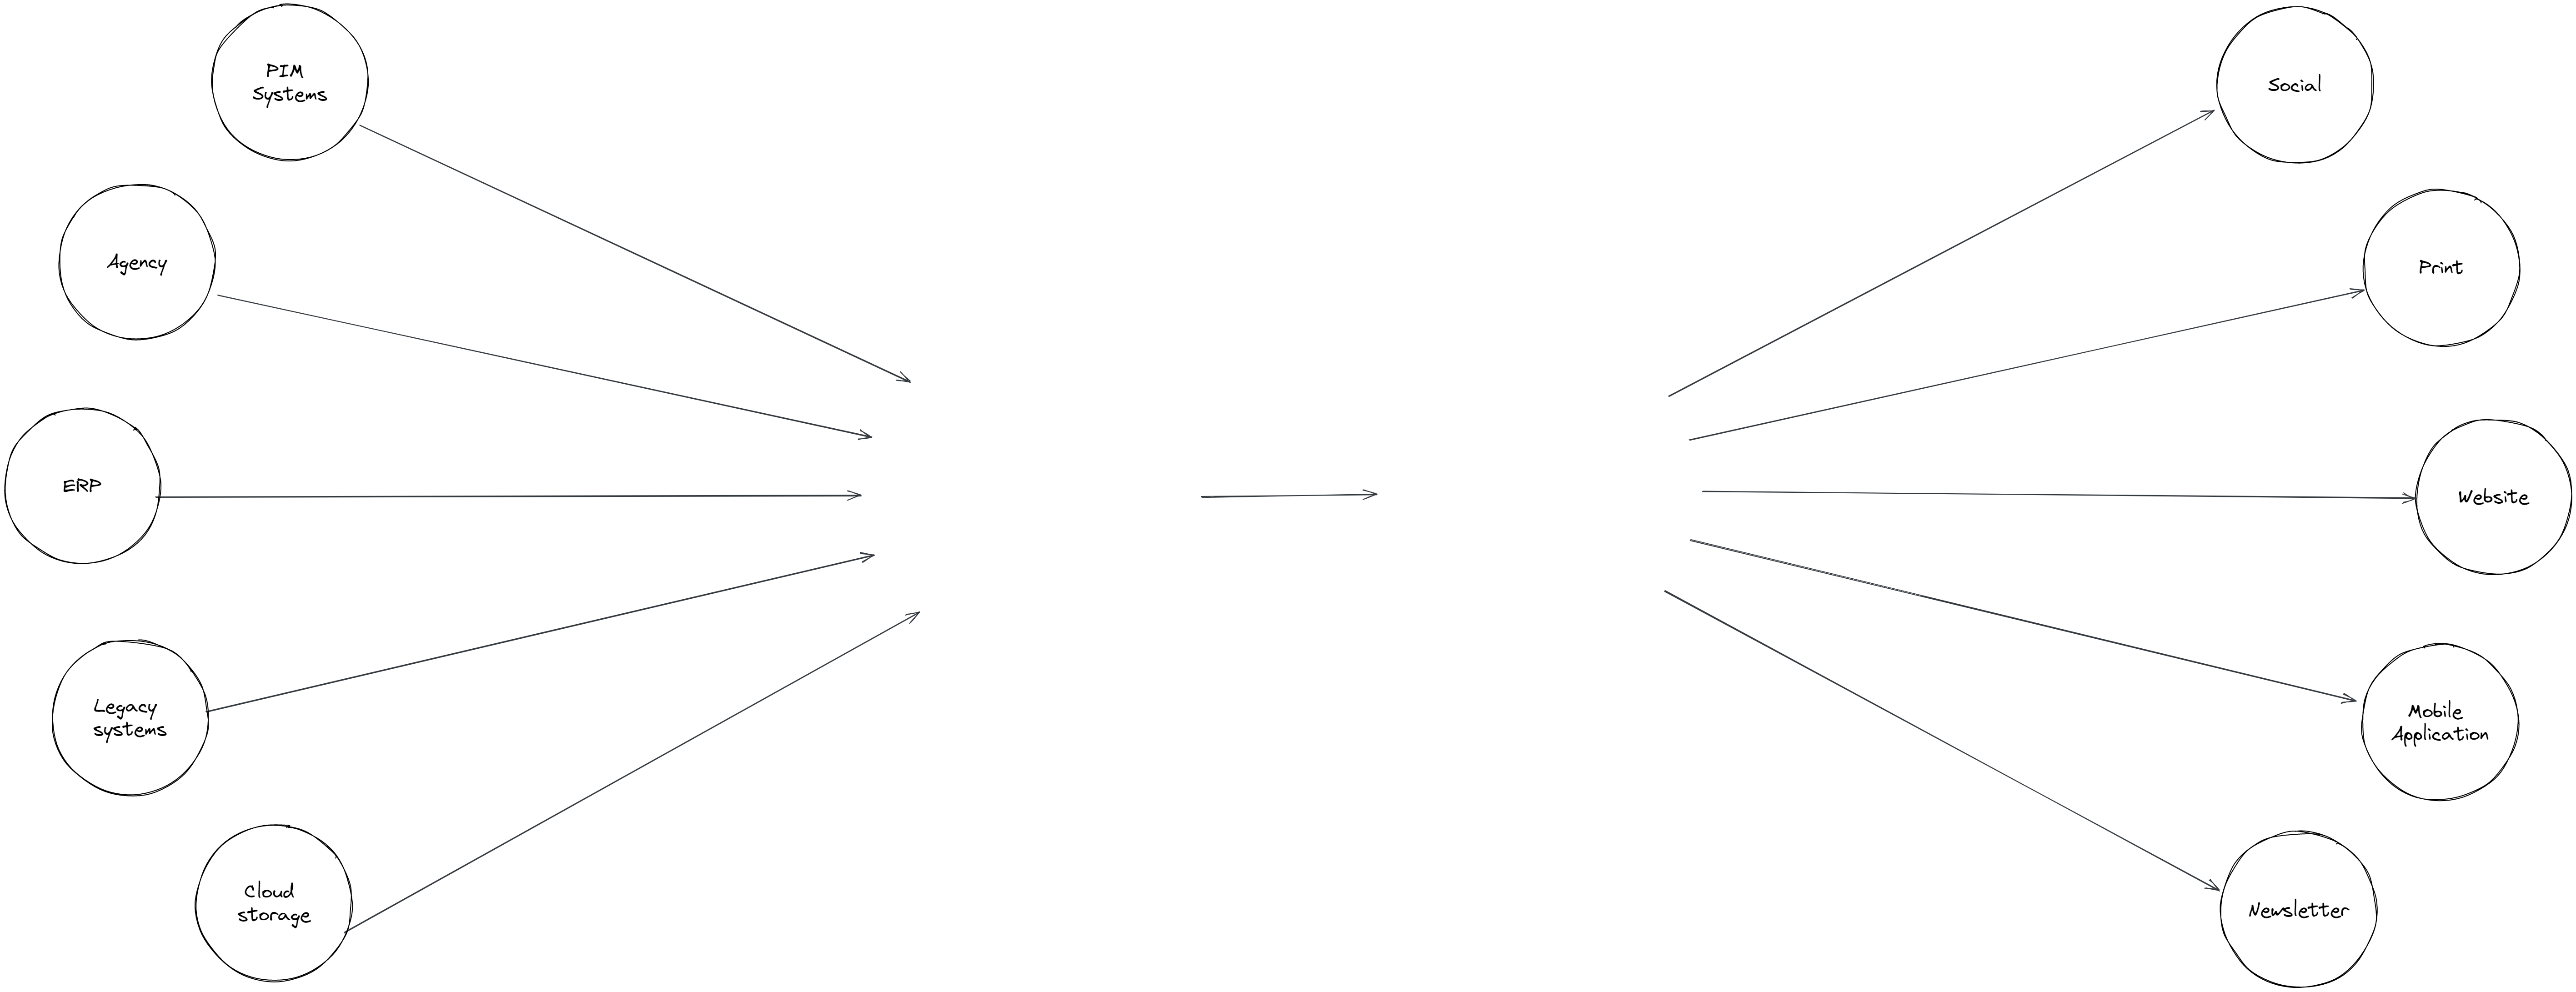 PIM
Systems
Agency
ERP
Legacy
systems
Cloud
storage
Social
Print
Website
Mobile
Application
Newsletter